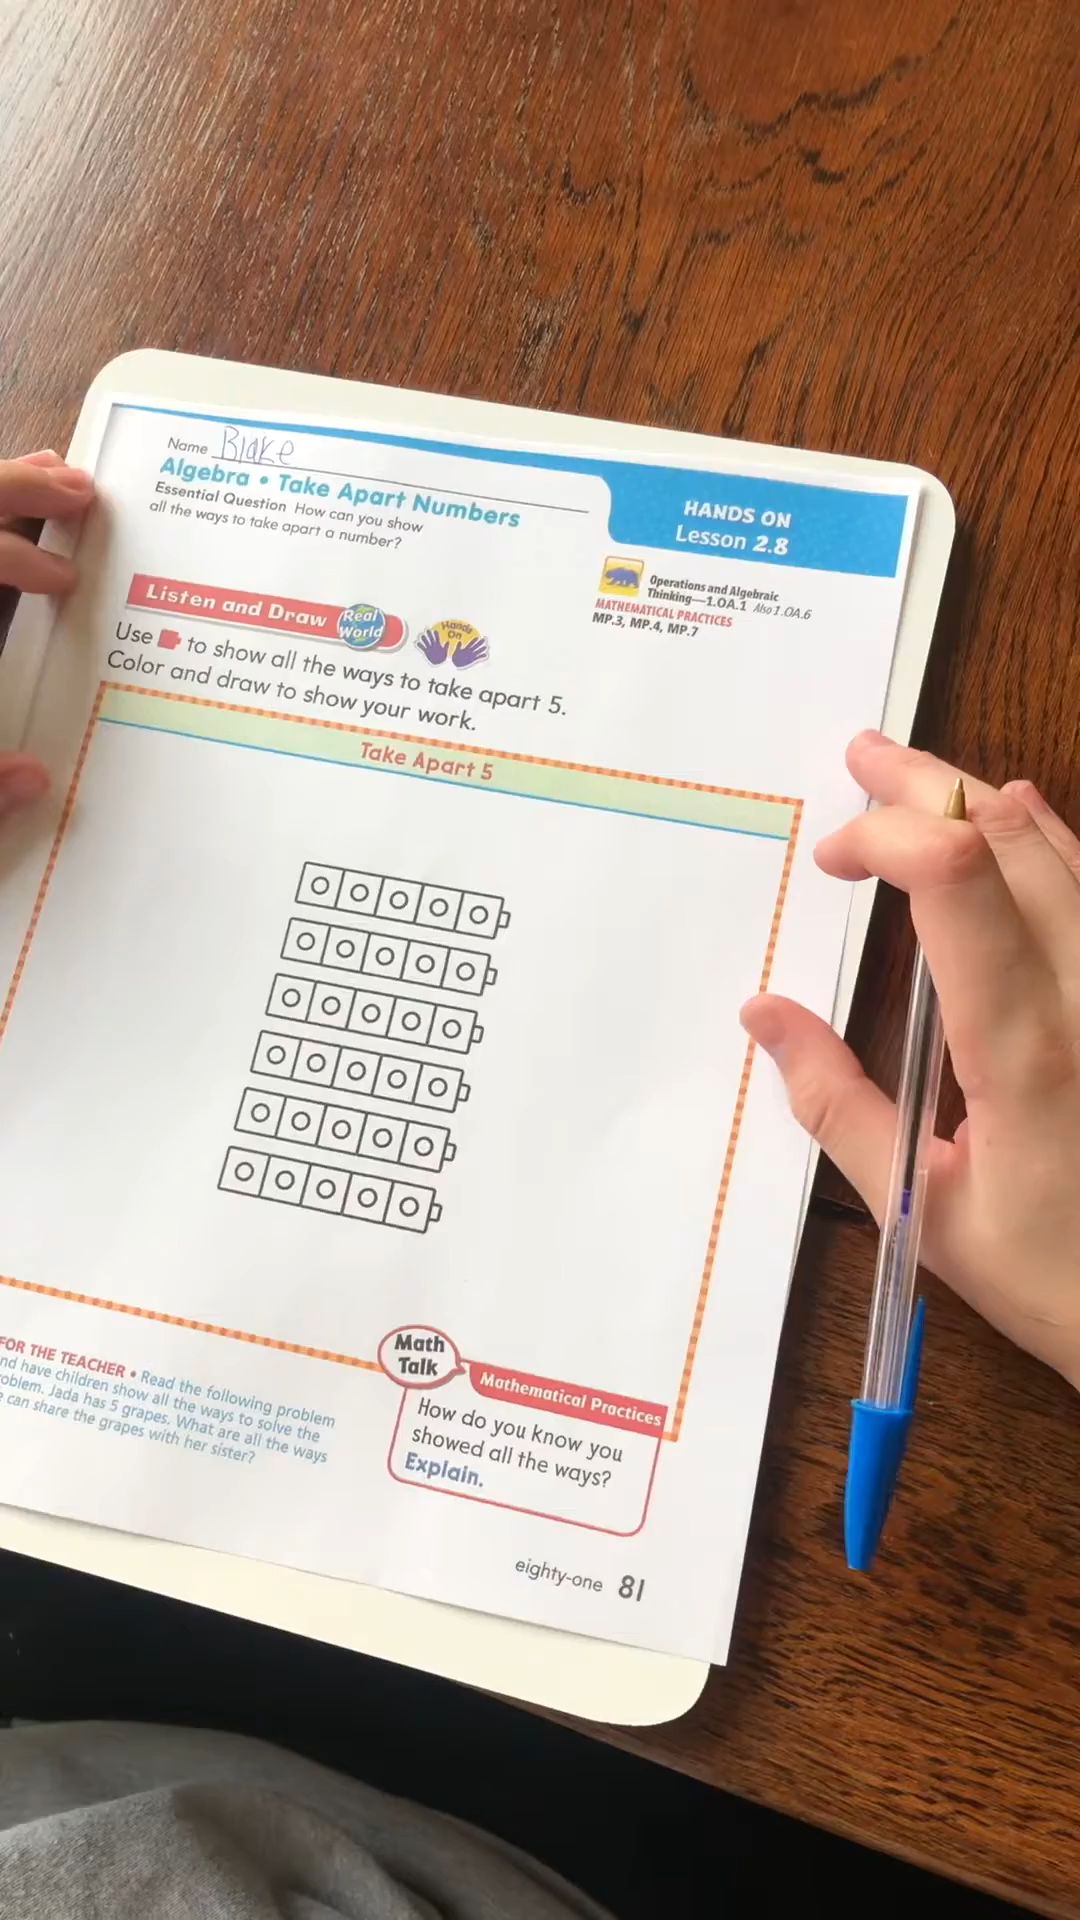 Name Blake
Algebra • Take Apart Numbers
Essential Question How can you show
all the ways to take apart a number?
HANDS ON
Lesson 2.8
Operations and Algebraic
Thinking—1.OA.1 Also 1.OA.6
MATHEMATICAL PRACTICES
MP.3, MP.4, MP.7
Listen and Draw
Real
World
Hands
On
Use to show all the ways to take apart 5.
Color and draw to show your work.
Take Apart 5
FOR THE TEACHER • Read the following problem
have children show all the ways to solve the
Jada has 5 grapes. What are all the ways
can share the grapes with her sister?
Math
Talk
Mathematical Practices
How do you know you
showed all the ways?
Explain.
eighty-one 81